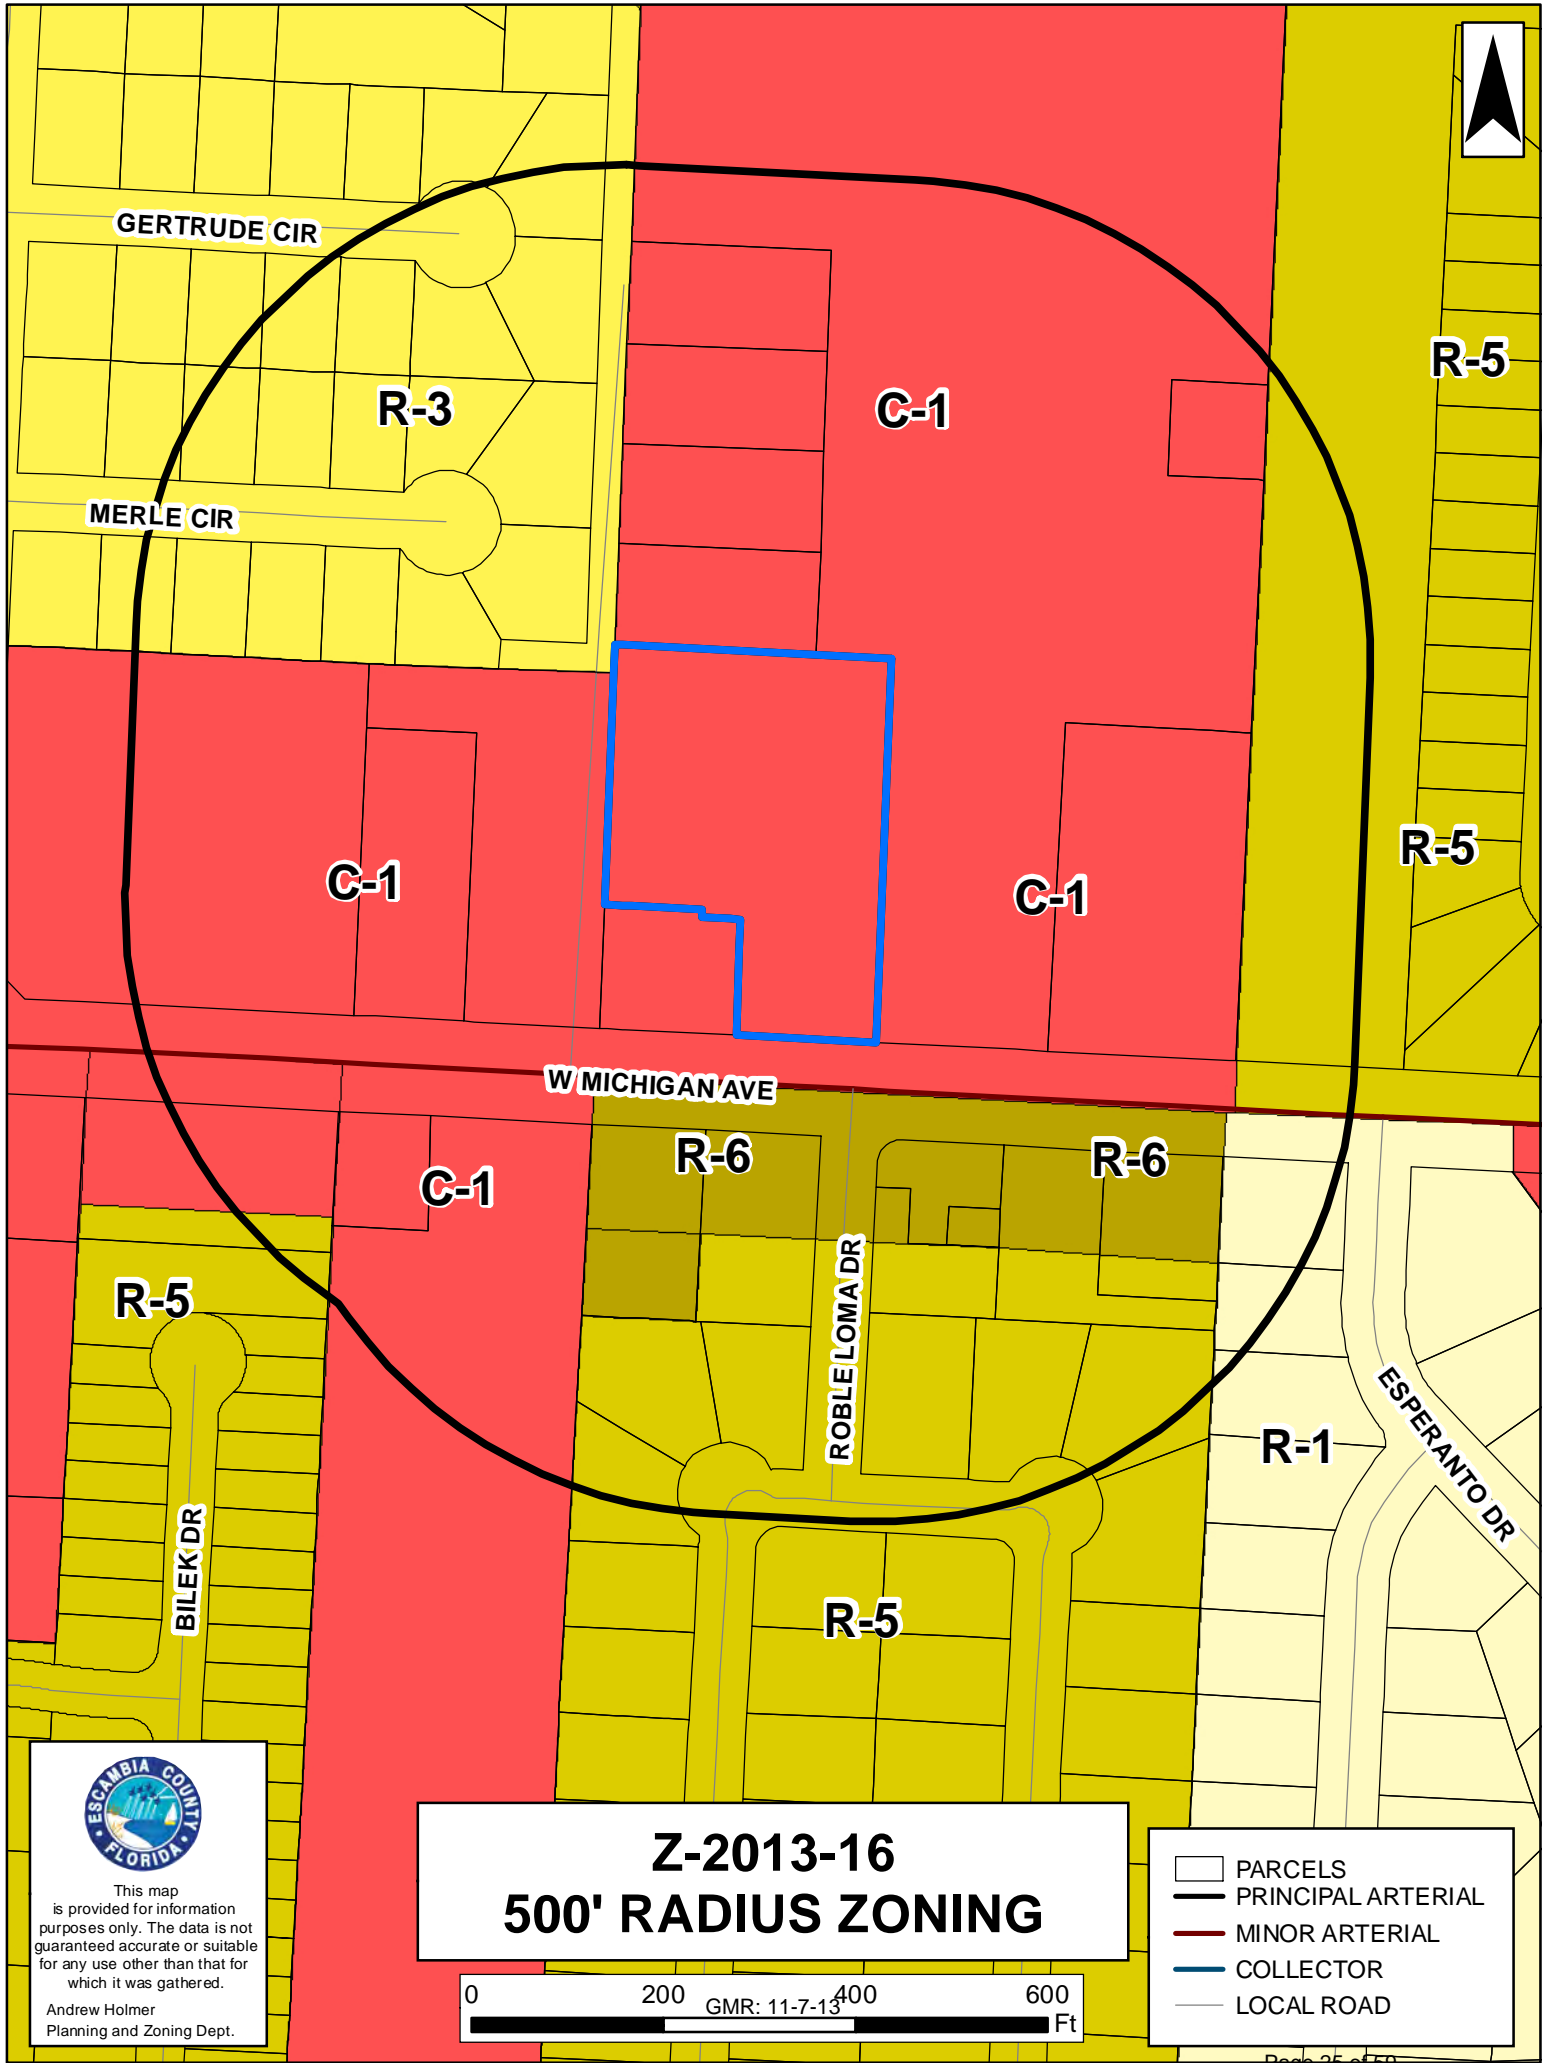 GERTRUDE CIR
R-5
R-3
C-1
MERLE CIR
R-5
C-1
C-1
W MICHIGAN AVE
R-6
R-6
C-1
R-5
ROBLE LOMA DR
ESPERANTO DR
R-1
BILEK DR
R-5
ESCAMBIA COUNTY
FLORIDA
This map
is provided for information
purposes only. The data is not
guaranteed accurate or suitable
for any use other than that for
which it was gathered.
Andrew Holmer
Planning and Zoning Dept.
Z-2013-16
500' RADIUS ZONING
0 200 400 600
GMR: 11-7-13
Ft
PARCELS
PRINCIPAL ARTERIAL
MINOR ARTERIAL
COLLECTOR
LOCAL ROAD